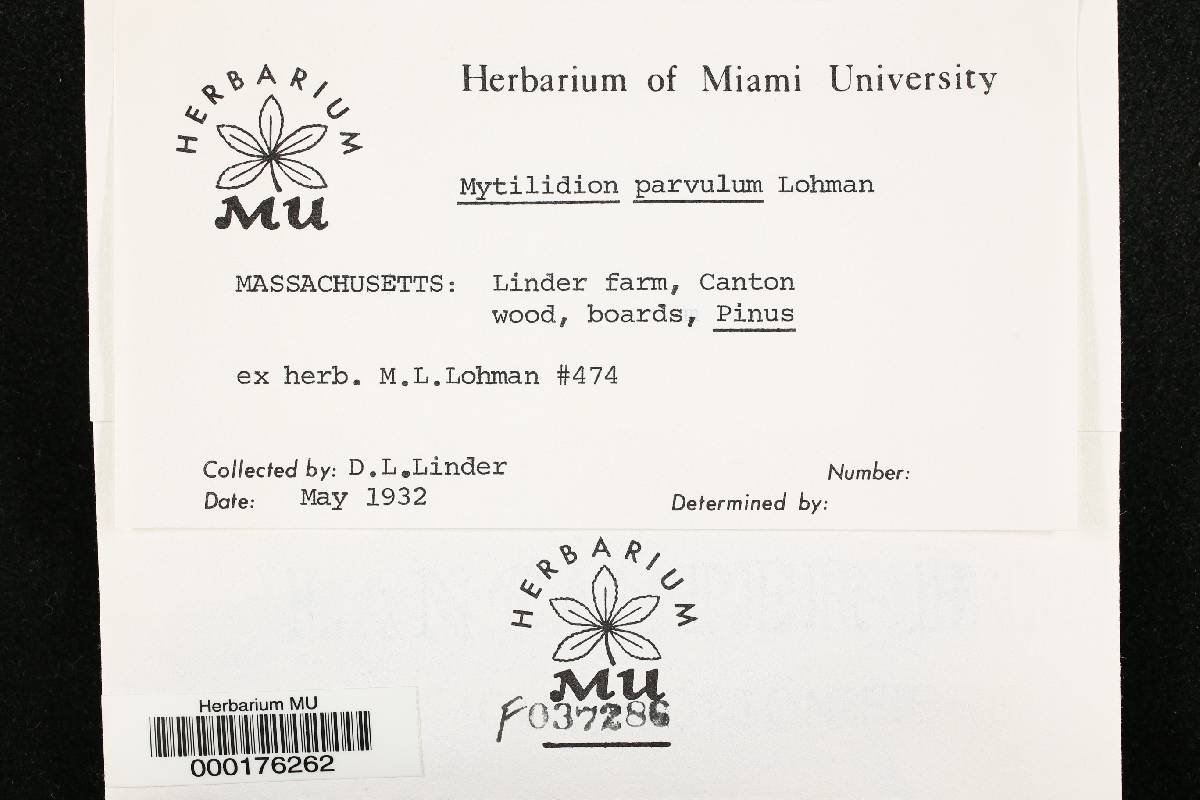 HERBARIUM
MU
Herbarium of Miami University
Mytilidion parvulum Lohman
MASSACHUSETTS: Linder farm, Canton
wood, boards, Pinus
ex herb. M.L.Lohman #474
Collected by: D.L.Linder
Number:
Date: May 1932
Determined by:
HERBARIUM
MU
F037286
Herbarium MU
000176262